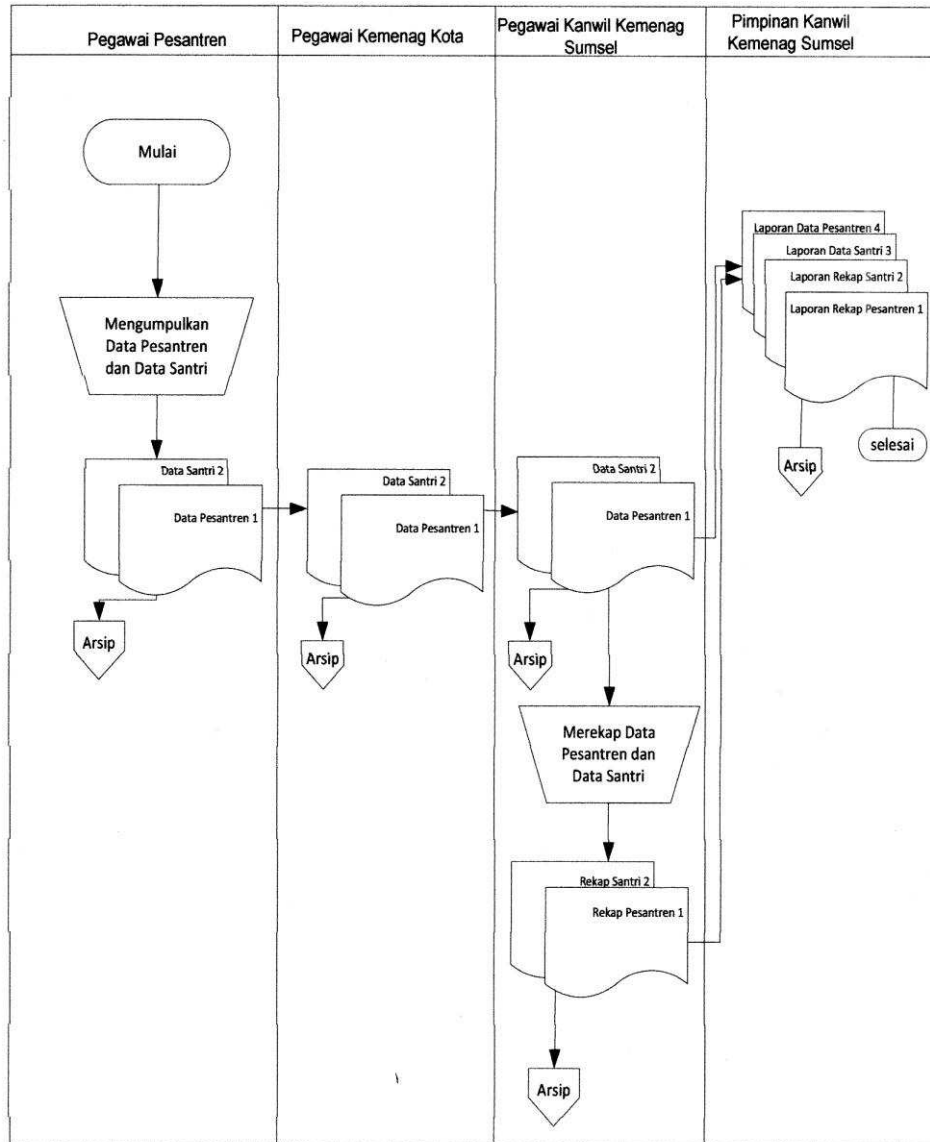 Pegawai Pesantren
Pegawai Kemenag Kota
Pegawai Kanwil Kemenag
Sumsel
Pimpinan Kanwil
Kemenag Sumsel
Mulai
Mengumpulkan
Data Pesantren
dan Data Santri
Data Santri 2
Data Pesantren 1
Arsip
Data Santri 2
Data Pesantren 1
Arsip
Data Santri 2
Data Pesantren 1
Arsip
Merekap Data
Pesantren dan
Data Santri
Rekap Santri 2
Rekap Pesantren 1
Arsip
Laporan Data Pesantren 4
Laporan Data Santri 3
Laporan Rekap Santri 2
Laporan Rekap Pesantren 1
Arsip
selesai